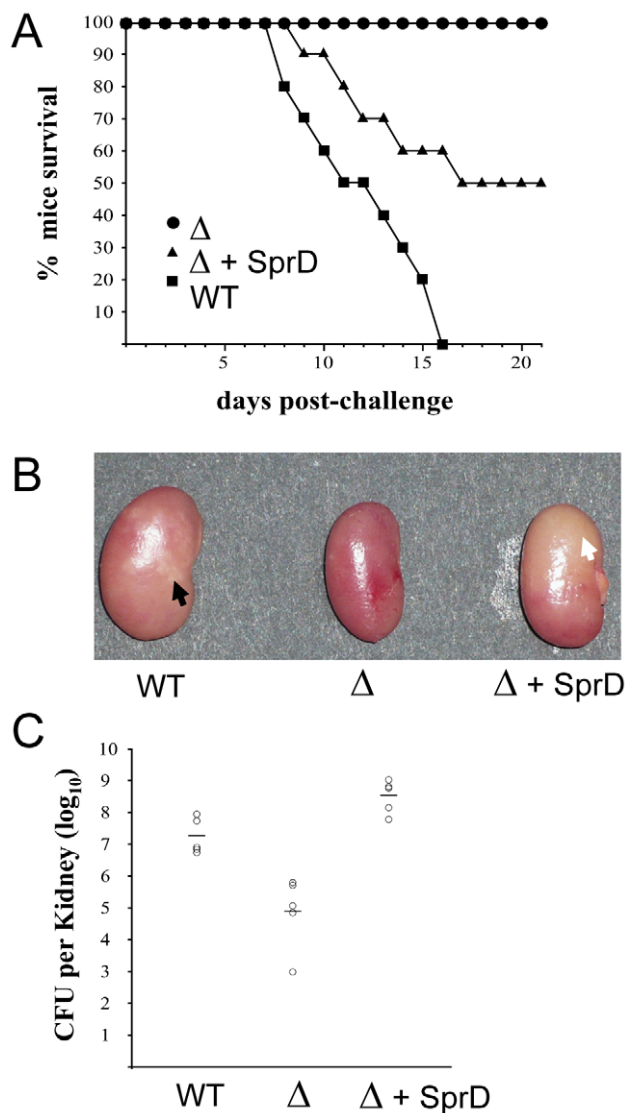 A
100
90
80
70
60
50
40
30
20
10
% mice survival
Δ
Δ + SprD
WT
5 10 15 20
days post-challenge
B
WT Δ Δ + SprD
C
10
9
8
7
6
5
4
3
2
1
CFU per Kidney (log10)
WT Δ Δ + SprD